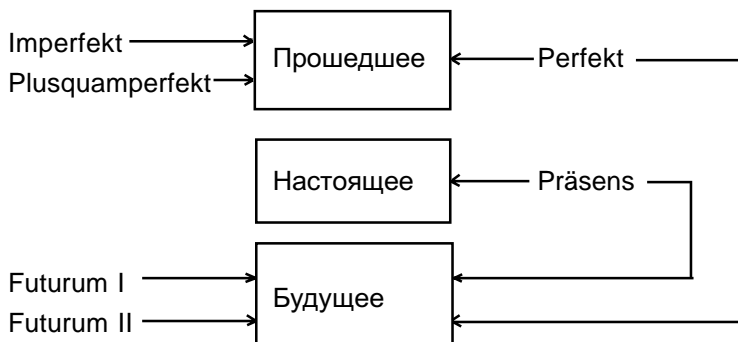 Imperfekt
Прошедшее
Perfekt
Plusquamperfekt
Настоящее
Präsens
Futurum I
Будущее
Futurum II